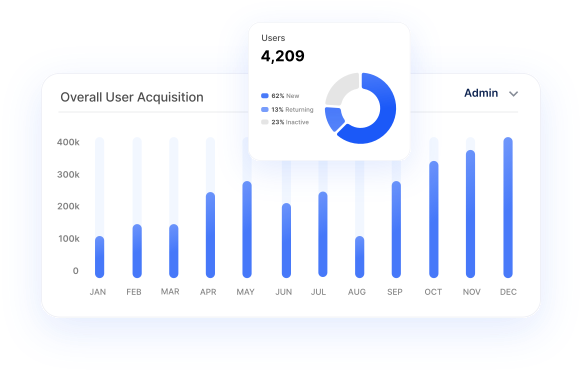 Users
4,209
62% New
13% Returning
23% Inactive
Overall User Acquisition
Admin
400k
300k
200k
100k
0
JAN FEB MAR APR MAY JUN JUL AUG SEP OCT NOV DEC